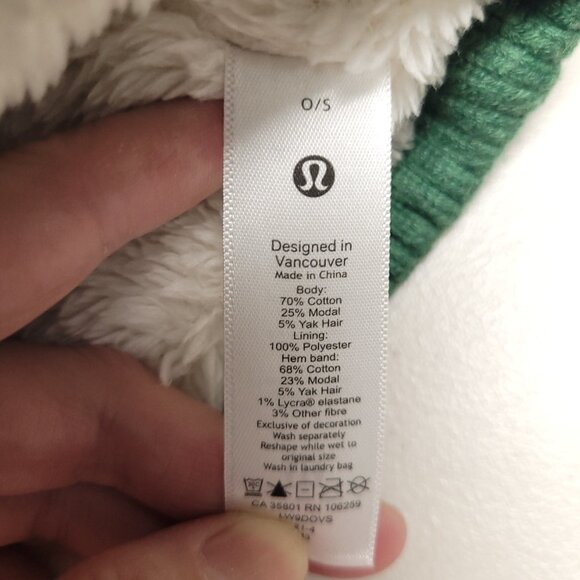 O/S
Designed in
Vancouver
Made in China
Body:
70% Cotton
25% Modal
5% Yak Hair
Lining:
100% Polyester
Hem band:
68% Cotton
23% Modal
5% Yak Hair
1% Lycra® elastane
3% Other fibre
Exclusive of decoration
Wash separately
Reshape while wet to
original size
Wash in laundry bag
CA 35801 RN 106259
LW9DOVS